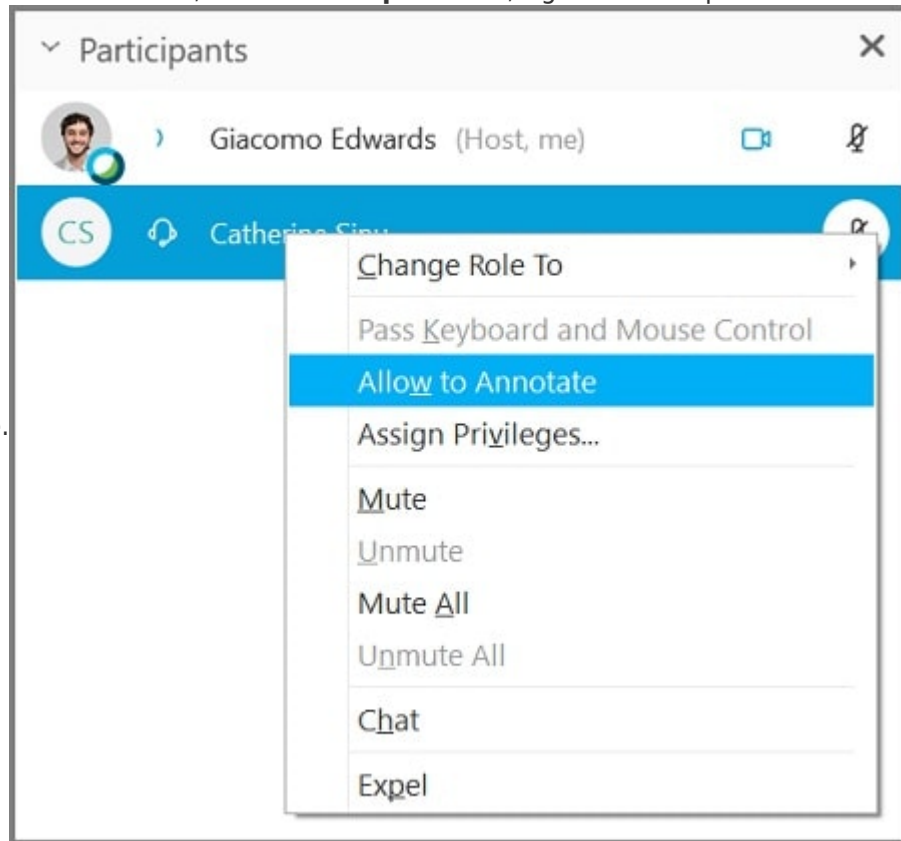 Participants
Giacomo Edwards (Host, me)
CS Catherine
Change Role To
Pass Keyboard and Mouse Control
Allow to Annotate
Assign Privileges...
Mute
Unmute
Mute All
Unmute All
Chat
Expel